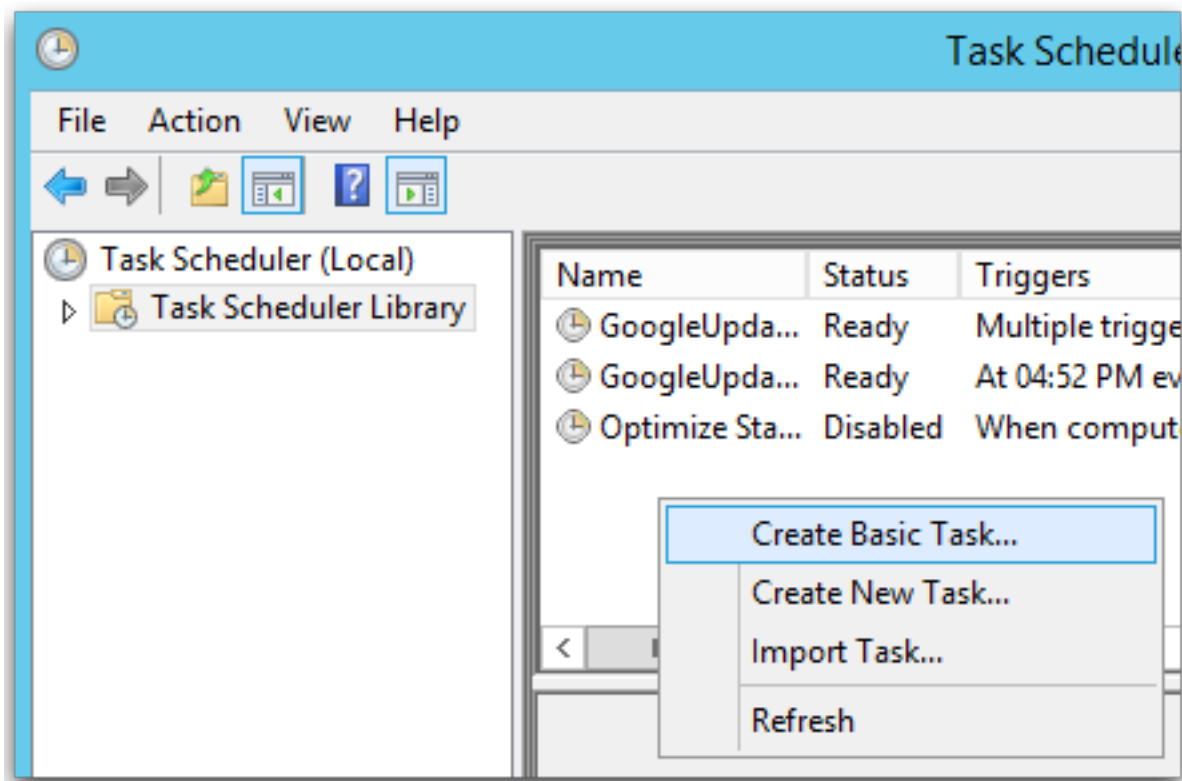 Task Schedule
File Action View Help
Task Scheduler (Local)
Task Scheduler Library
Name Status Triggers
GoogleUpda... Ready Multiple trigge
GoogleUpda... Ready At 04:52 PM ev
Optimize Sta... Disabled When comput
Create Basic Task...
Create New Task...
Import Task...
Refresh